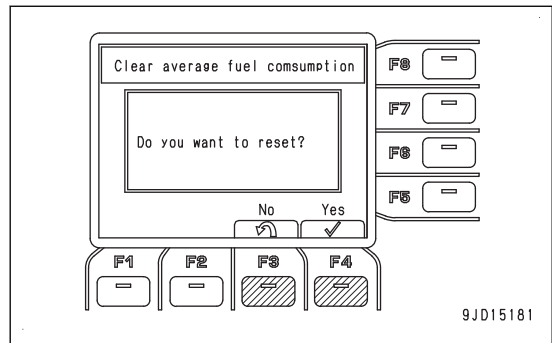 Clear average fuel comsumption
Do you want to reset?
No Yes
F8
F7
F6
F5
F1 F2 F3 F4
9JD15181